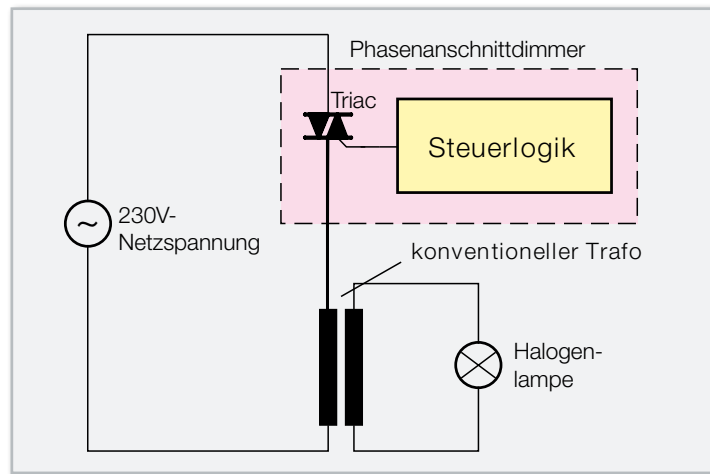 Phasenanschnittdimmer
Triac
Steuerlogik
~
230V-
Netzspannung
konventioneller Trafo
Halogen-
lampe